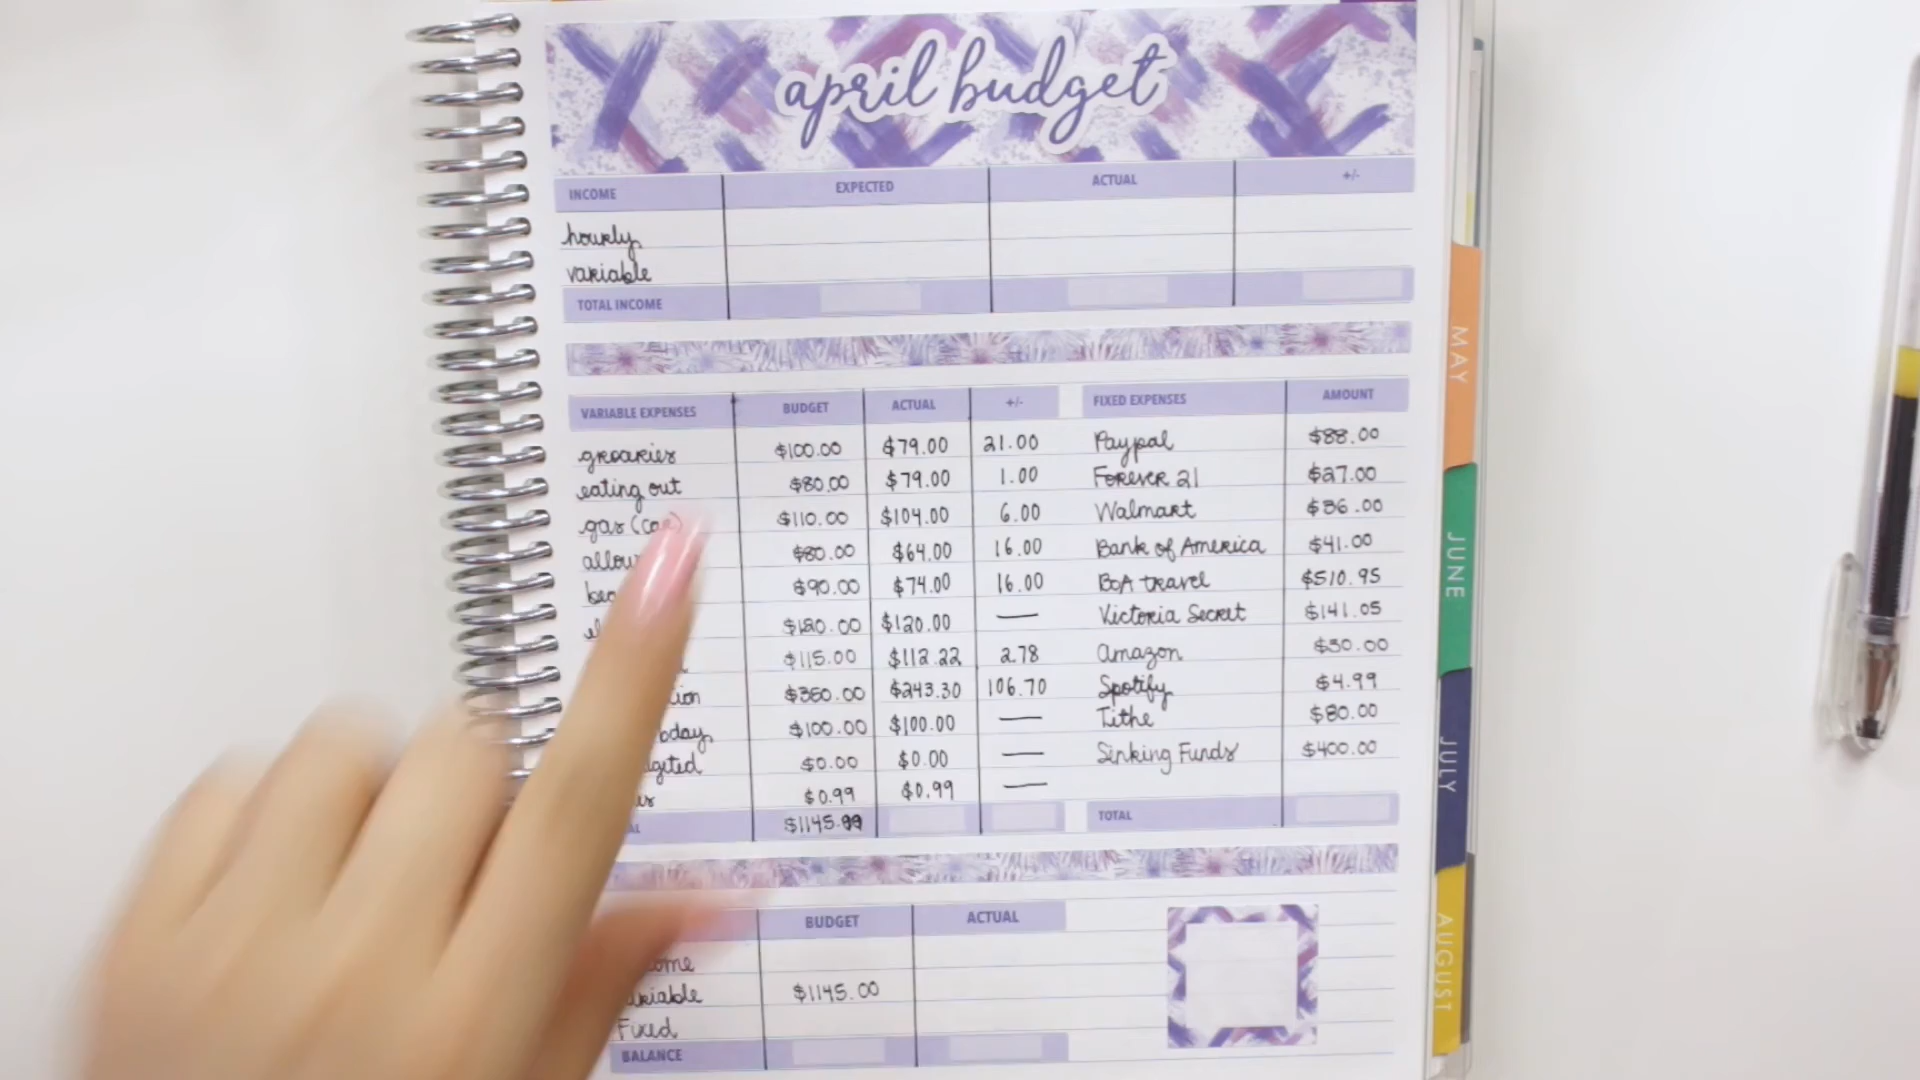 april budget
INCOME EXPECTED ACTUAL +/-
hourly
variable
TOTAL INCOME
VARIABLE EXPENSES BUDGET ACTUAL +/- FIXED EXPENSES AMOUNT
groceries $100.00 $79.00 21.00 Paypal $88.00
eating out $80.00 $79.00 1.00 Forever 21 $27.00
gas (car) $110.00 $104.00 6.00 Walmart $36.00
$80.00 $64.00 16.00 Bank of America $41.00
$90.00 $74.00 16.00 BOA travel $510.95
$120.00 $120.00 — Victoria Secret $141.05
$115.00 $112.22 2.78 Amazon $30.00
$350.00 $243.30 106.70 Spotify $4.99
bday $100.00 $100.00 — Tithe $80.00
$0.00 $0.00 — Sinking Funds $400.00
$0.99 $0.99 —
$1145.99 TOTAL
BUDGET ACTUAL
$1145.00
Fixed
BALANCE
MAY
JUNE
JULY
AUGUST